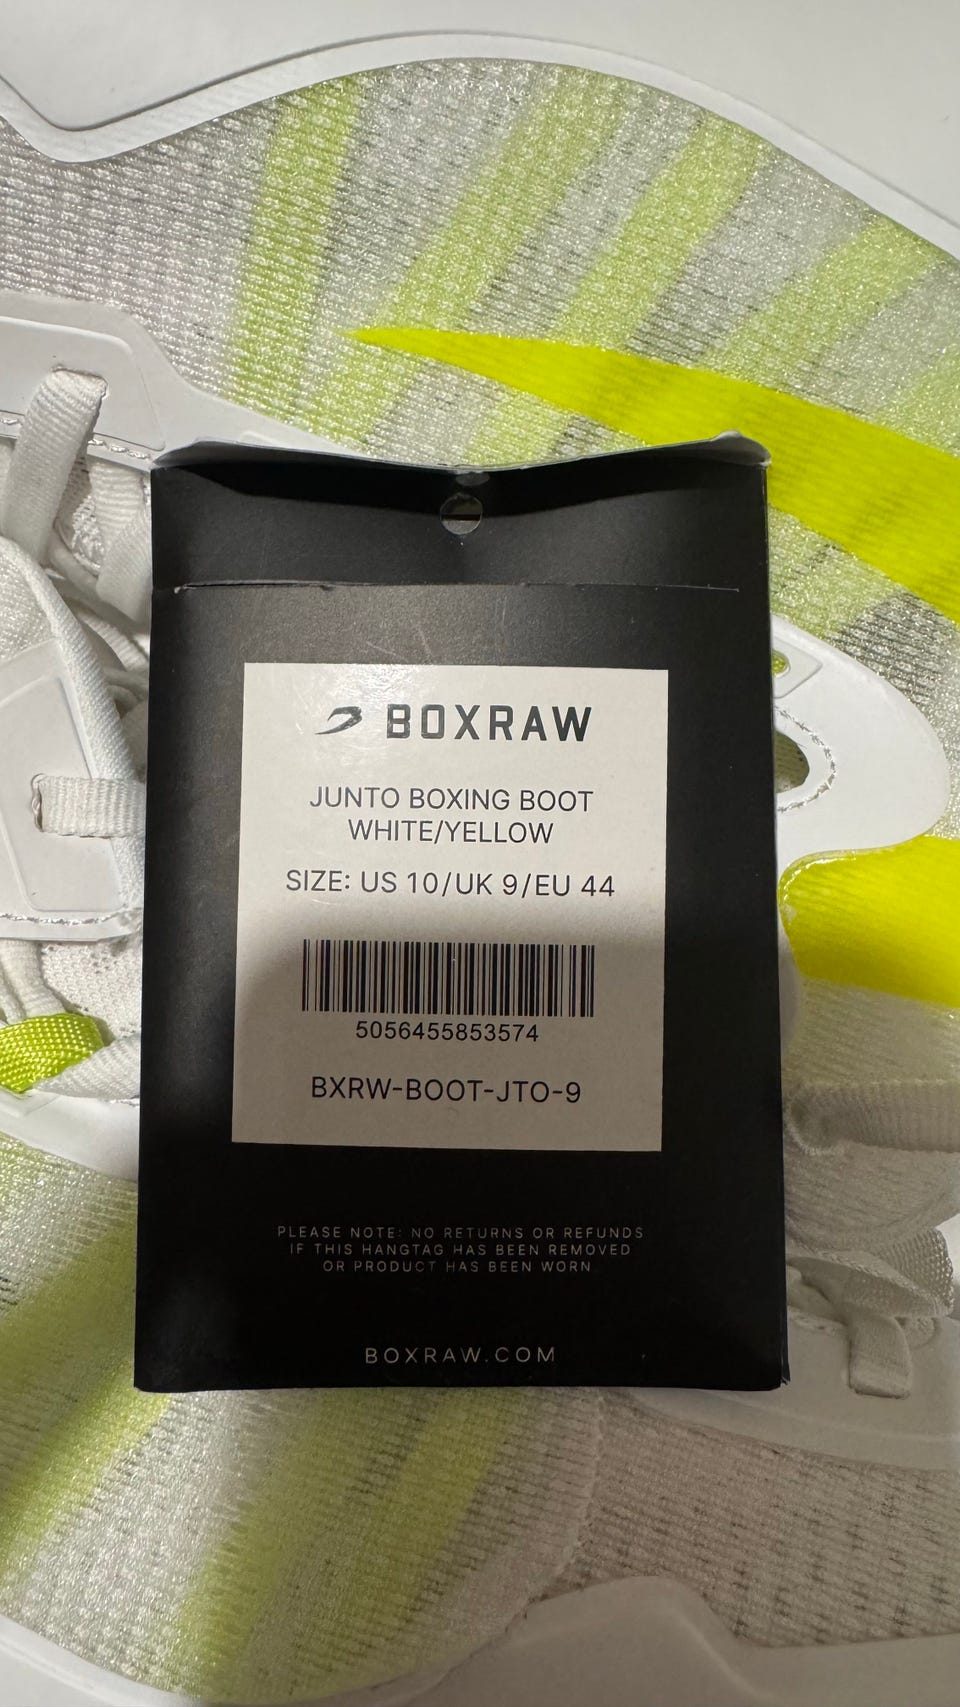 BOXRAW
JUNTO BOXING BOOT
WHITE/YELLOW
SIZE: US 10/UK 9/EU 44
5056455853574
BXRW-BOOT-JTO-9
PLEASE NOTE: NO RETURNS OR REFUNDS
IF THIS HANGTAG HAS BEEN REMOVED
OR PRODUCT HAS BEEN WORN
BOXRAW.COM